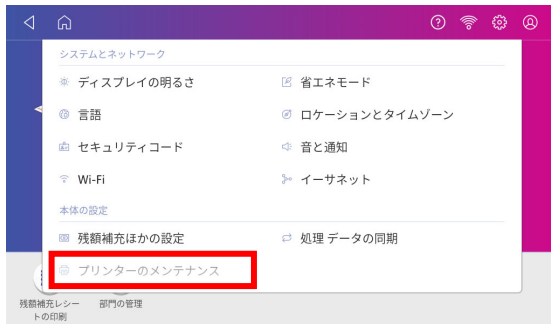 システムとネットワーク
ディスプレイの明るさ
省エネモード
言語
ロケーションとタイムゾーン
セキュリティコード
音と通知
Wi-Fi
イーサネット
本体の設定
残額補充ほかの設定
処理 データの同期
プリンターのメンテナンス
残額補充レシー
トの印刷
部門の管理